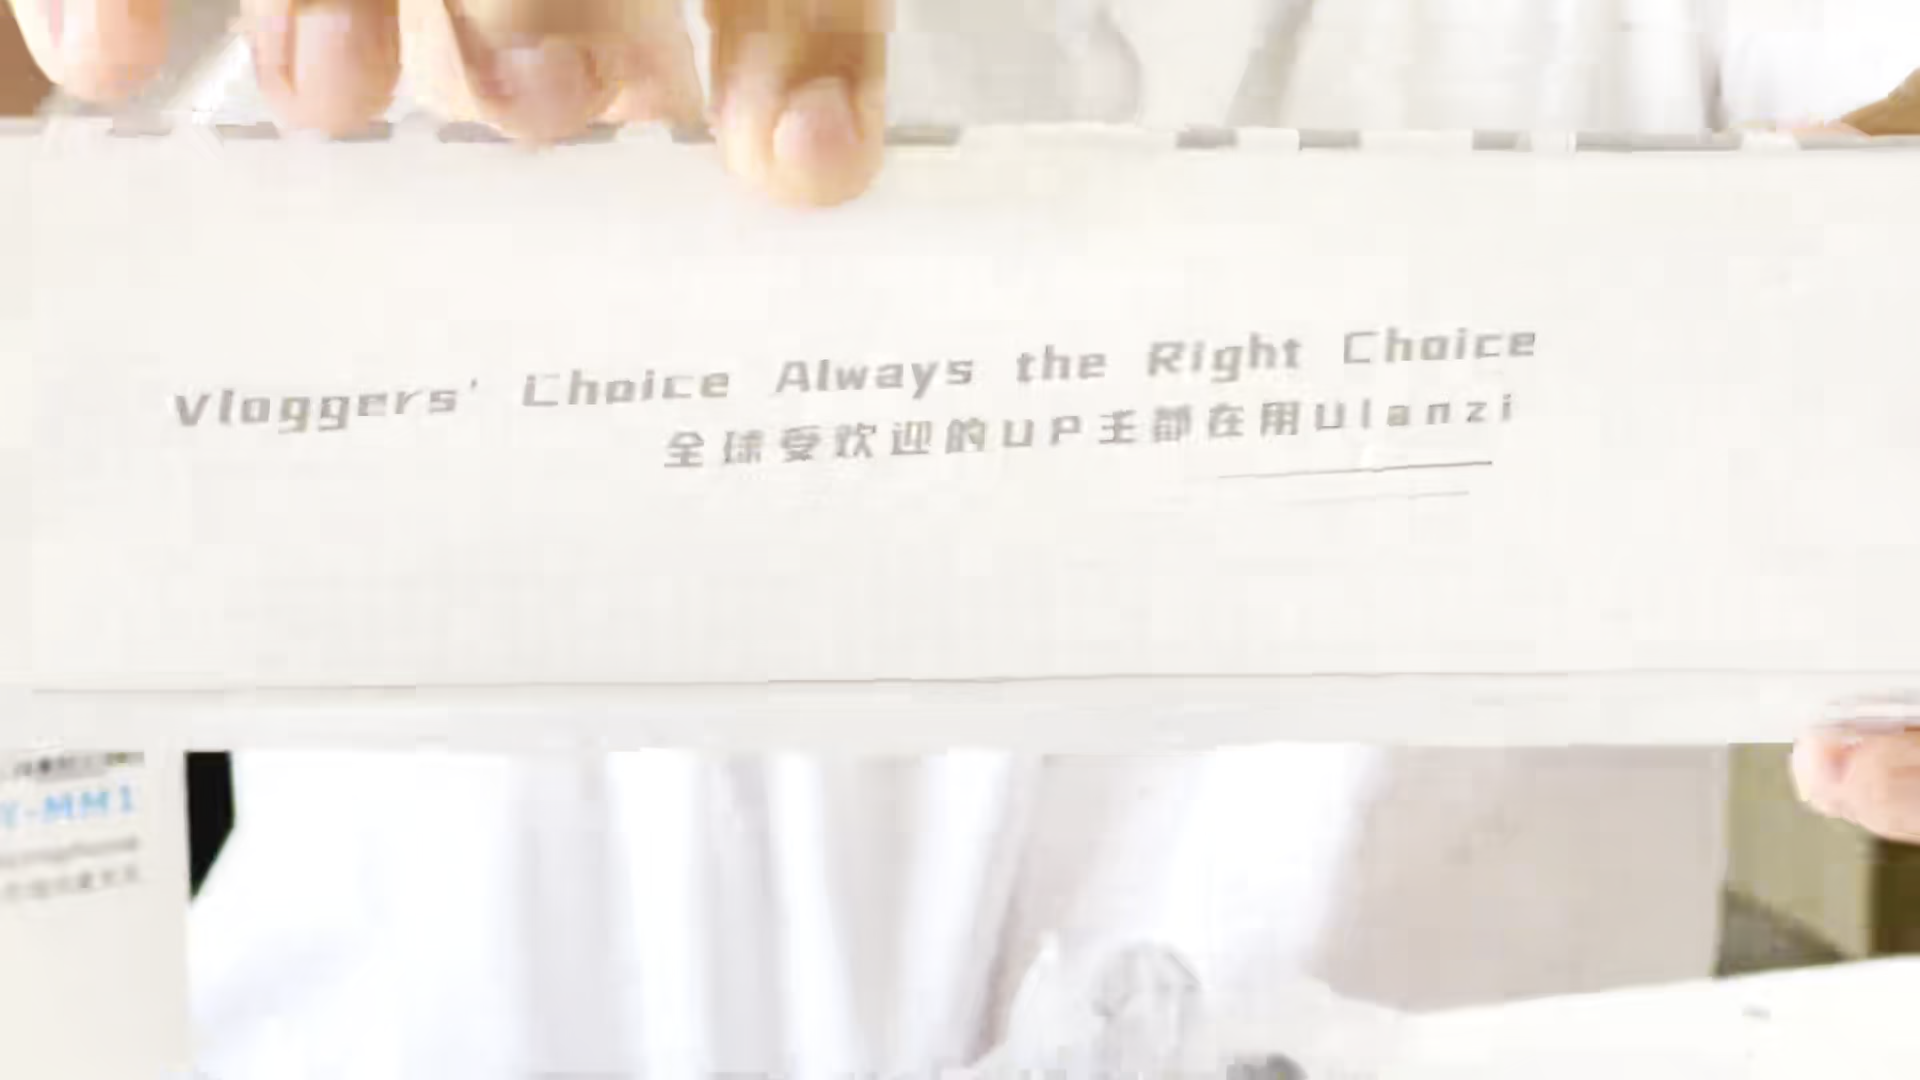 Vloggers' Choice Always the Right Choice
全球受欢迎的UP主都在用Ulanzi
Y-MM1